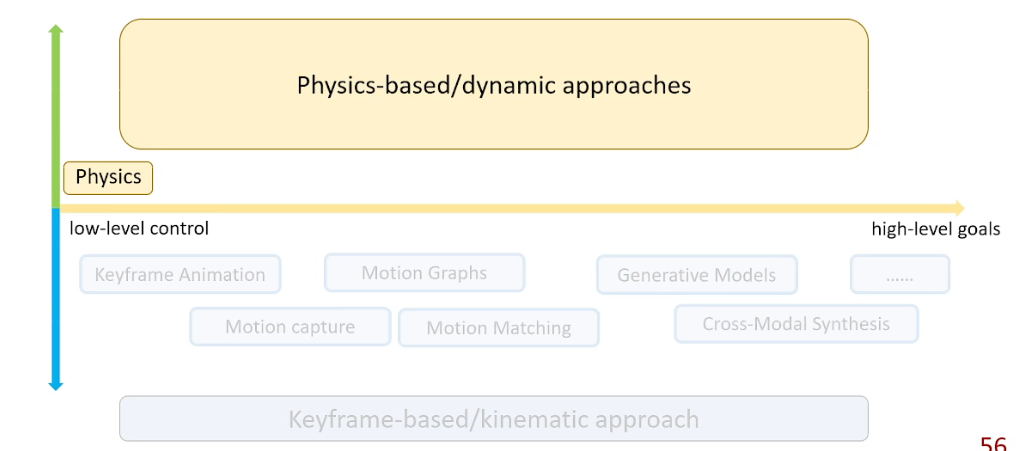 Physics-based/dynamic approaches
Physics
low-level control
high-level goals
Keyframe Animation
Motion Graphs
Generative Models
......
Motion capture
Motion Matching
Cross-Modal Synthesis
Keyframe-based/kinematic approach
56